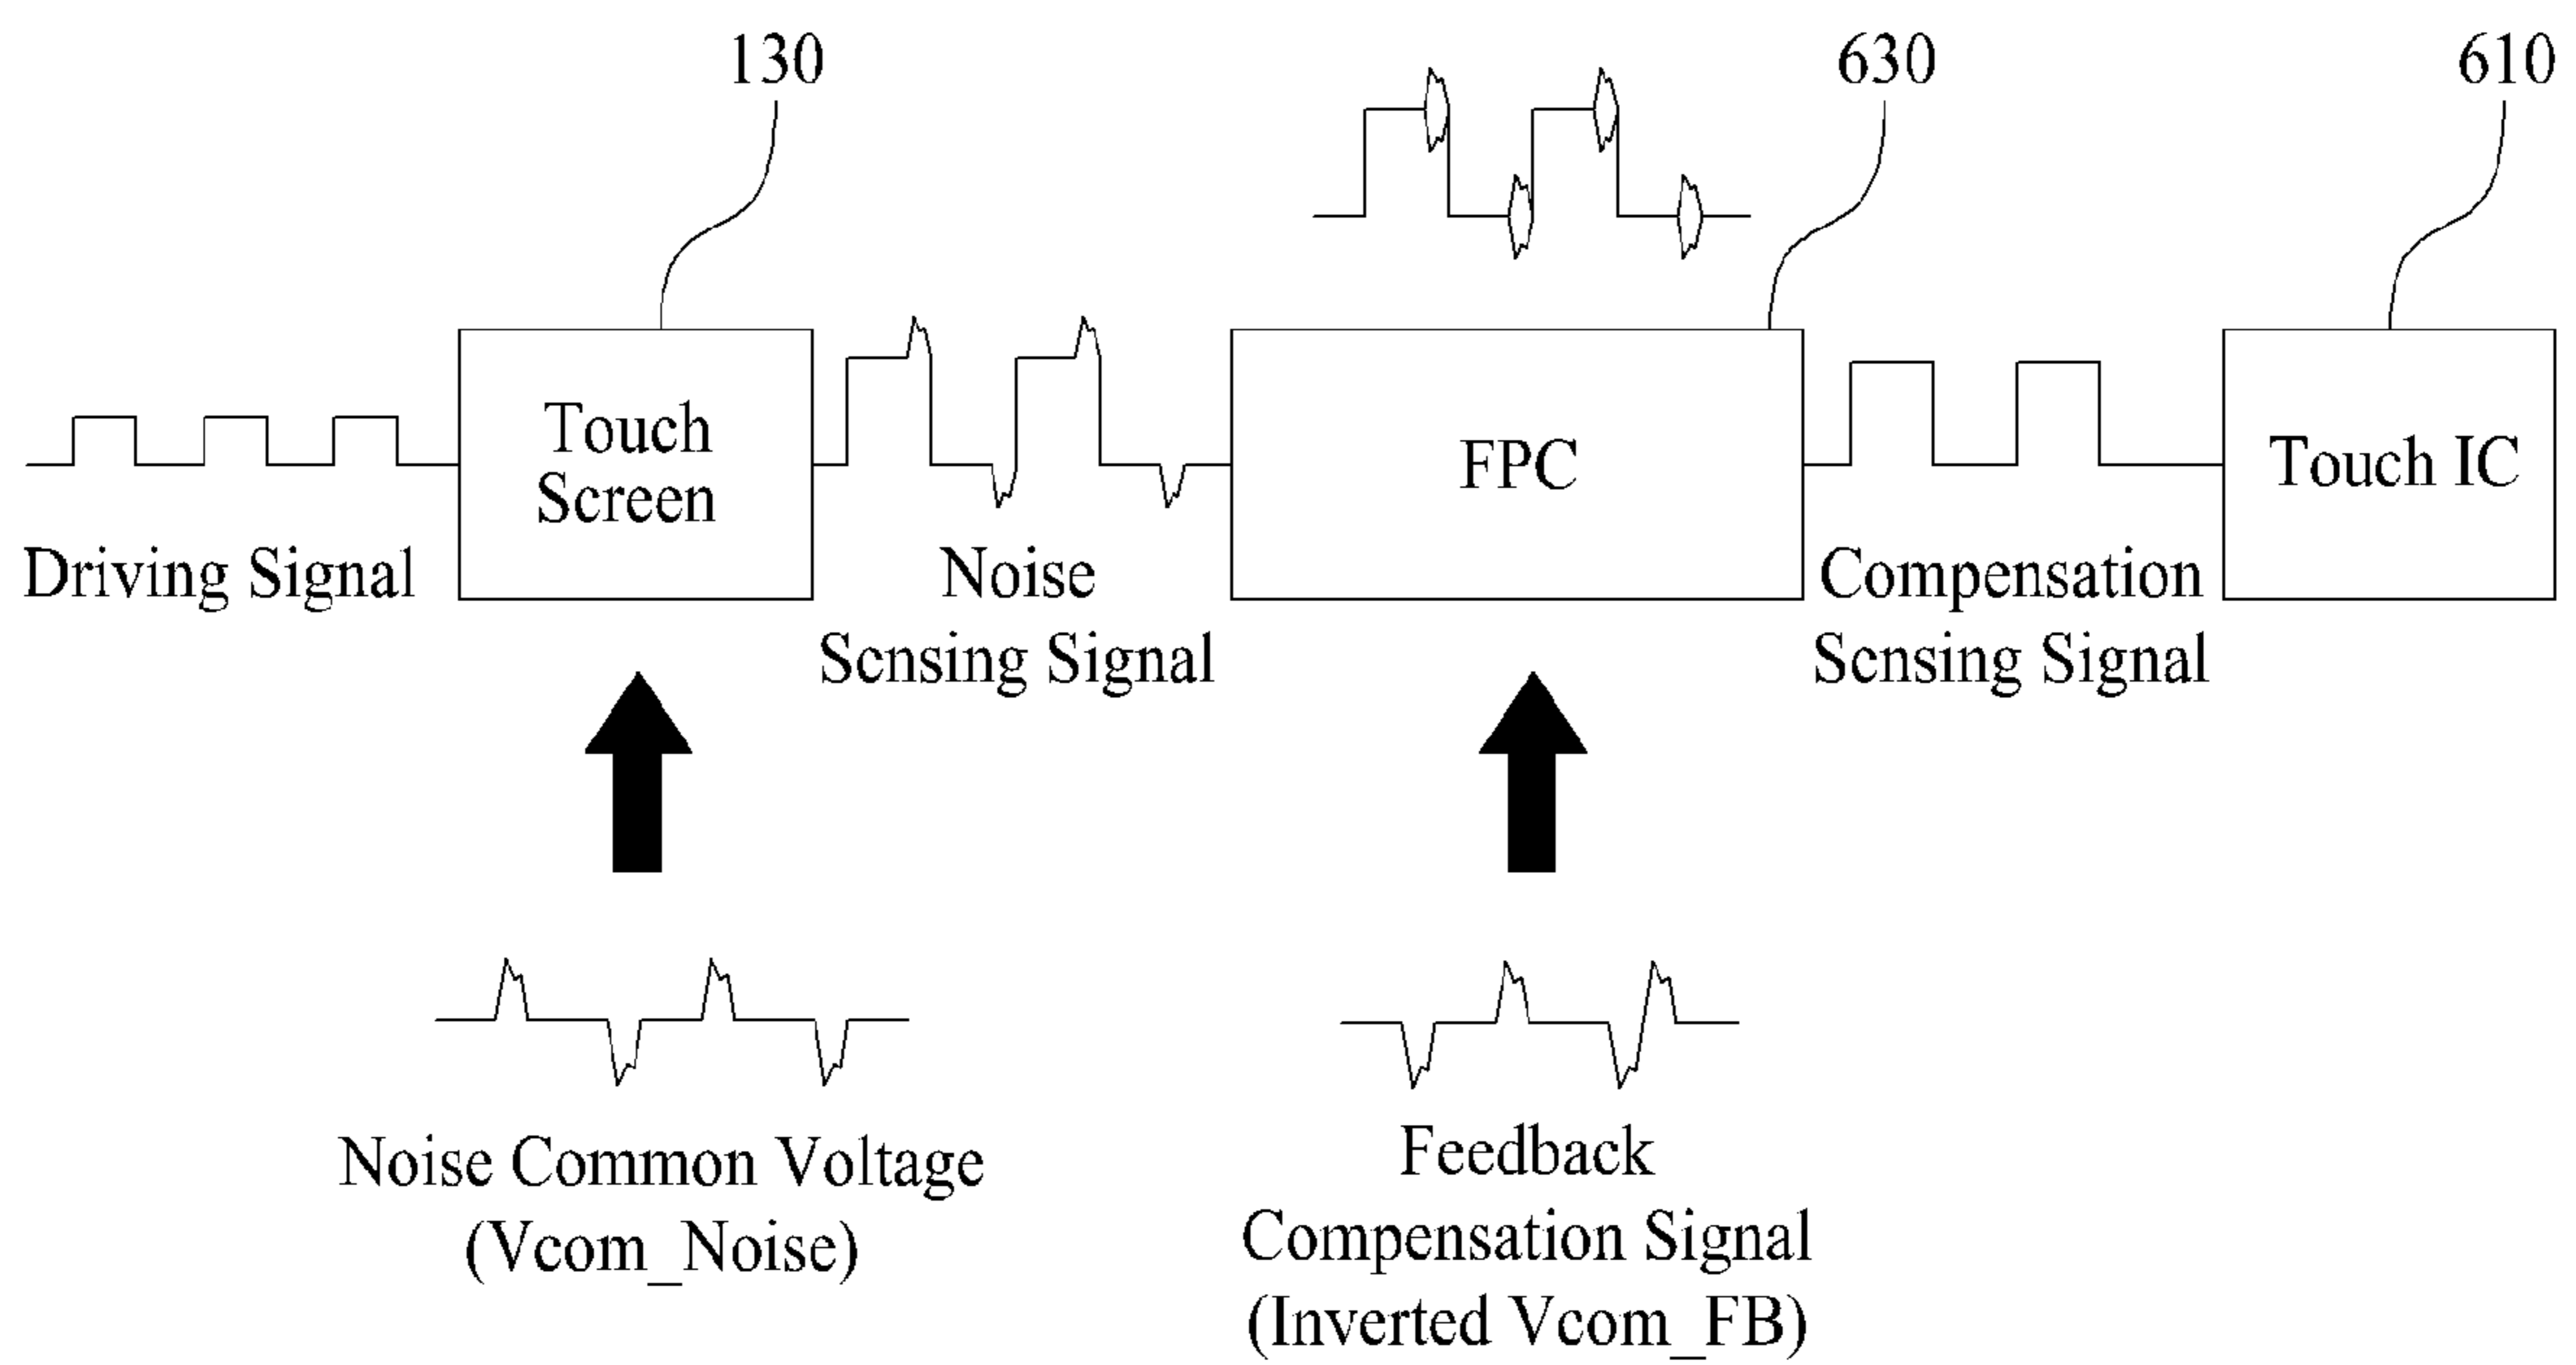 130
630
610
Touch
Screen
FPC
Touch IC
Driving Signal
Noise
Sensing Signal
Compensation
Sensing Signal
Noise Common Voltage
(Vcom_Noise)
Feedback
Compensation Signal
(Inverted Vcom_FB)